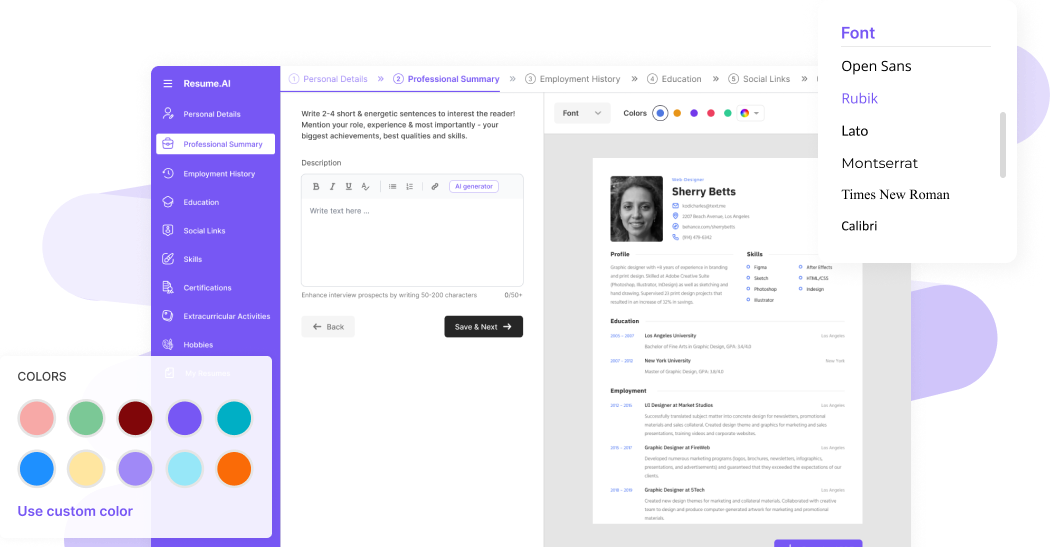 Resume.AI
Personal Details
Professional Summary
Employment History
Education
Social Links
Skills
Certifications
Extracurricular Activities
Hobbies
My Resumes
1 Personal Details » 2 Professional Summary » 3 Employment History » 4 Education » 5 Social Links »
Write 2-4 short & energetic sentences to interest the reader!
Mention your role, experience & most importantly - your
biggest achievements, best qualities and skills.
Description
B I U A AI generator
Write text here ...
Enhance interview prospects by writing 50-200 characters 0/50+
← Back
Save & Next →
Font
Colors
Web Designer
Sherry Betts
kadicharles@tent.me
2207 Beach Avenue, Los Angeles
behance.com/sherrybetts
(914) 479-6342
Profile
Graphic designer with +6 years of experience in branding
and print design. Skilled at Adobe Creative Suite
(Photoshop, Illustrator, InDesign) as well as sketching and
hand drawing. Supervised 31 print design projects that
resulted in an increase of 32% in savings.
Skills
Figma
Sketch
Photoshop
Illustrator
After Effects
HTML/CSS
Indesign
Education
2005 - 2007 Los Angeles University Los Angeles
Bachelor of Fine Arts in Graphic Design, GPA: 3.4/4.0
2007 - 2012 New York University New York
Master of Graphic Design, GPA: 3.8/4.0
Employment
2012 - 2016 UI Designer at Market Studios Los Angeles
Successfully translated subject matter into concrete design for newsletters, promotional
materials and sales collateral. Created design theme and graphics for marketing and sales
presentations, training videos and corporate websites.
2015 - 2017 Graphic Designer at FireWeb Los Angeles
Developed numerous marketing programs (logos, brochures, newsletters, infographics,
presentations, and advertisements) and guaranteed that they exceeded the expectations of our
clients.
2018 - 2019 Graphic Designer at STech Los Angeles
Created new design themes for marketing and collateral materials. Collaborated with creative
team to design and produce computer-generated artwork for marketing and promotional
materials.
Font
Open Sans
Rubik
Lato
Montserrat
Times New Roman
Calibri
COLORS
Use custom color